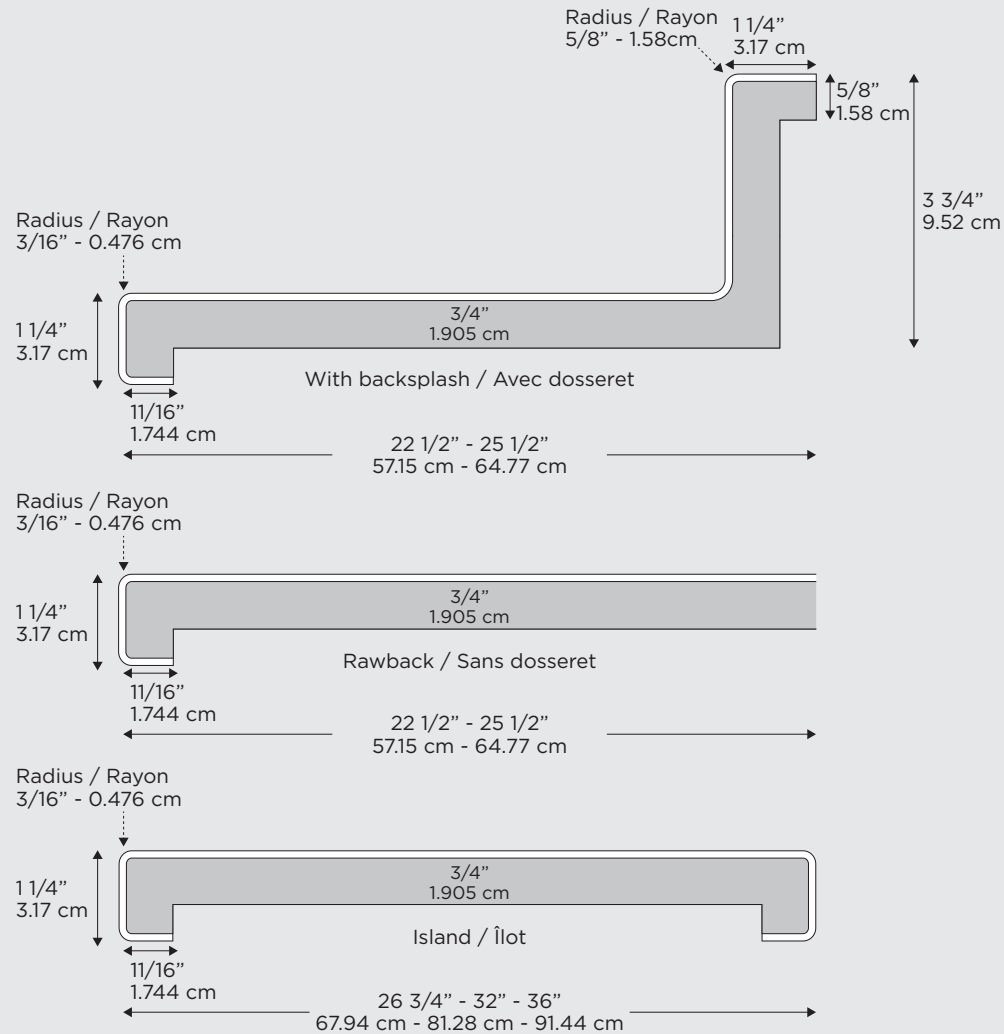 Radius / Rayon
5/8” - 1.58cm
1 1/4”
3.17 cm
5/8”
1.58 cm
3 3/4”
9.52 cm
Radius / Rayon
3/16” - 0.476 cm
1 1/4”
3.17 cm
3/4”
1.905 cm
With backsplash / Avec dosseret
11/16”
1.744 cm
22 1/2” - 25 1/2”
57.15 cm - 64.77 cm
Radius / Rayon
3/16” - 0.476 cm
1 1/4”
3.17 cm
3/4”
1.905 cm
Rawback / Sans dosseret
11/16”
1.744 cm
22 1/2” - 25 1/2”
57.15 cm - 64.77 cm
Radius / Rayon
3/16” - 0.476 cm
1 1/4”
3.17 cm
3/4”
1.905 cm
Island / Îlot
11/16”
1.744 cm
26 3/4” - 32” - 36”
67.94 cm - 81.28 cm - 91.44 cm